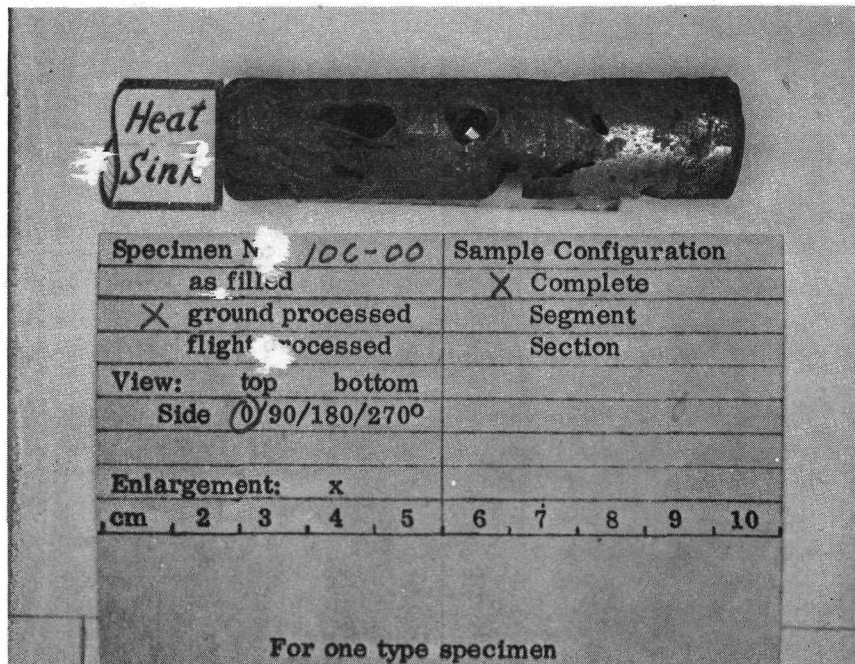 Heat
Sink
Specimen No 10C-00 Sample Configuration
as filled X Complete
X ground processed Segment
flight processed Section
View: top bottom
Side 0/90/180/270°
Enlargement: x
cm 2 3 4 5 6 7 8 9 10
For one type specimen